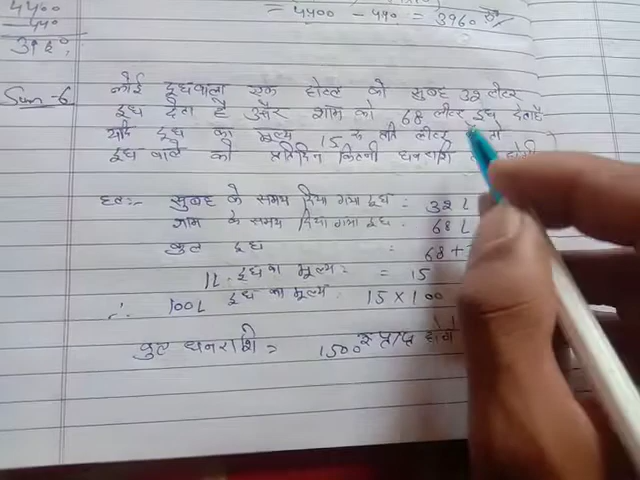 4400
= 4400 - 440 = 3960 रु
- 440
3960
Sum-6 कोई दूधवाला एक होटल को सुबह 32 लीटर
दूध देता है और शाम को 68 लीटर दूध देता है
यदि दूध का मूल्य 15 रु प्रति लीटर तो
दूध वाले को प्रतिदिन कितनी धनराशि
हल:- सुबह के समय दिया गया दूध = 32 L
शाम के समय दिया गया दूध = 68 L
कुल दूध = 68 +
1L दूध का मूल्य = = 15
∴ 100L दूध का मूल्य 15 × 100
कुल धनराशि = 1500 रु प्राप्त होगी